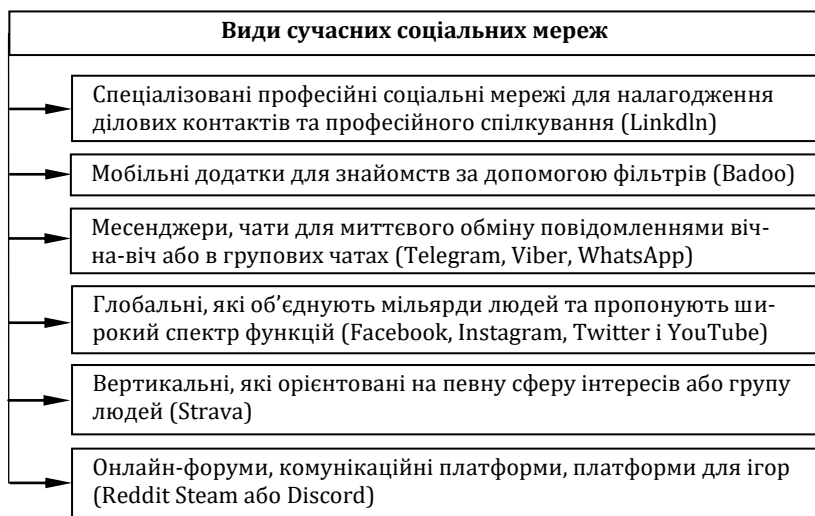 Види сучасних соціальних мереж
Спеціалізовані професійні соціальні мережі для налагодження
ділових контактів та професійного спілкування (Linkdln)
Мобільні додатки для знайомств за допомогою фільтрів (Badoo)
Месенджери, чати для миттєвого обміну повідомленнями віч-
на-віч або в групових чатах (Telegram, Viber, WhatsApp)
Глобальні, які об’єднують мільярди людей та пропонують ши-
рокий спектр функцій (Facebook, Instagram, Twitter і YouTube)
Вертикальні, які орієнтовані на певну сферу інтересів або групу
людей (Strava)
Онлайн-форуми, комунікаційні платформи, платформи для ігор
(Reddit Steam або Discord)